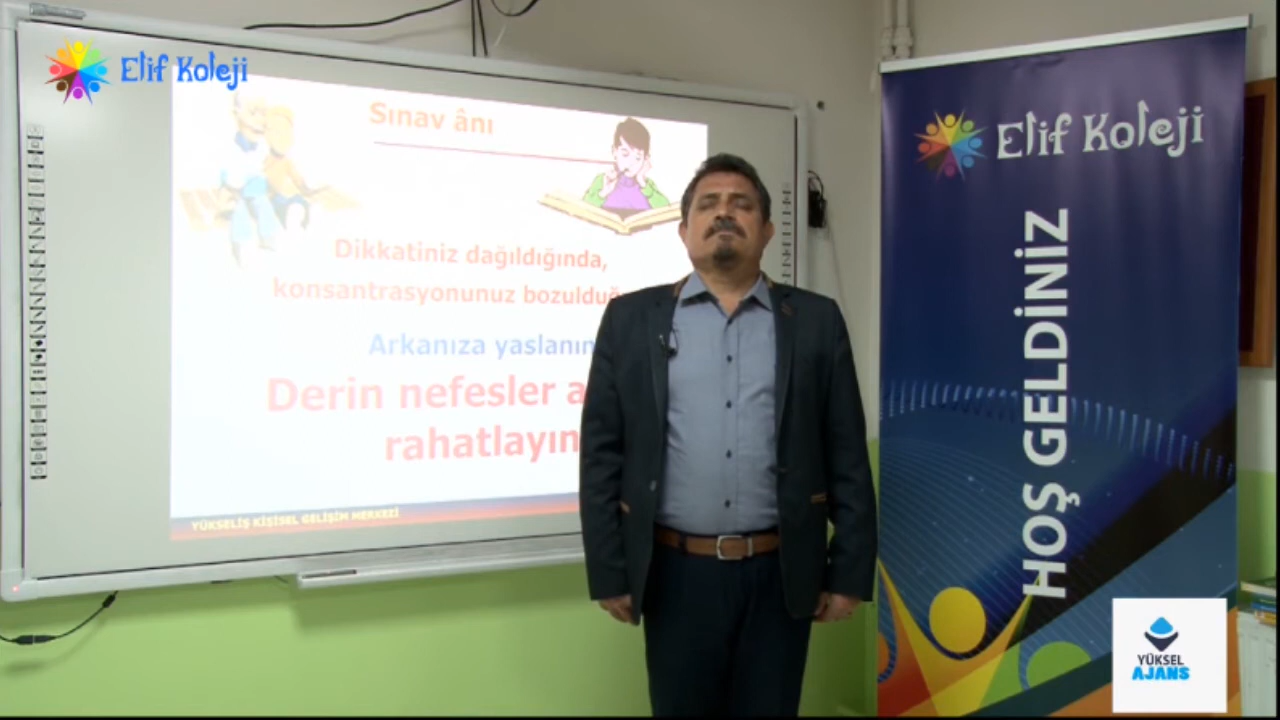 Elif Koleji
Sınav ânı
Dikkatiniz dağıldığında,
konsantrasyonunuz
Arkanıza yaslanın
Derin nefesler
rahatlayın
YÜKSELİŞ KİŞİSEL GELİŞİM MERKEZİ
Elif Koleji
HOŞ GELDİNİZ
YÜKSEL
AJANS